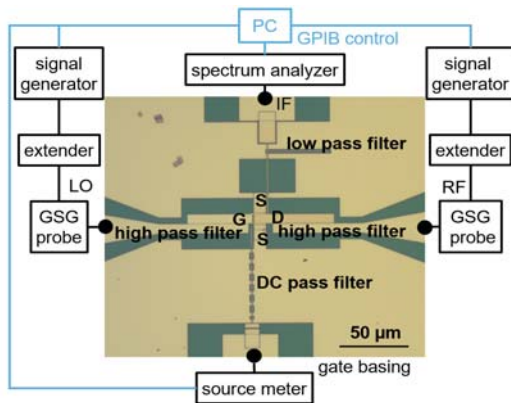 PC
GPIB control
signal
generator
spectrum analyzer
signal
generator
IF
extender
low pass filter
extender
LO
RF
S
GSG
probe
G
D
GSG
probe
high pass filter
S
high pass filter
DC pass filter
50 µm
gate basing
source meter